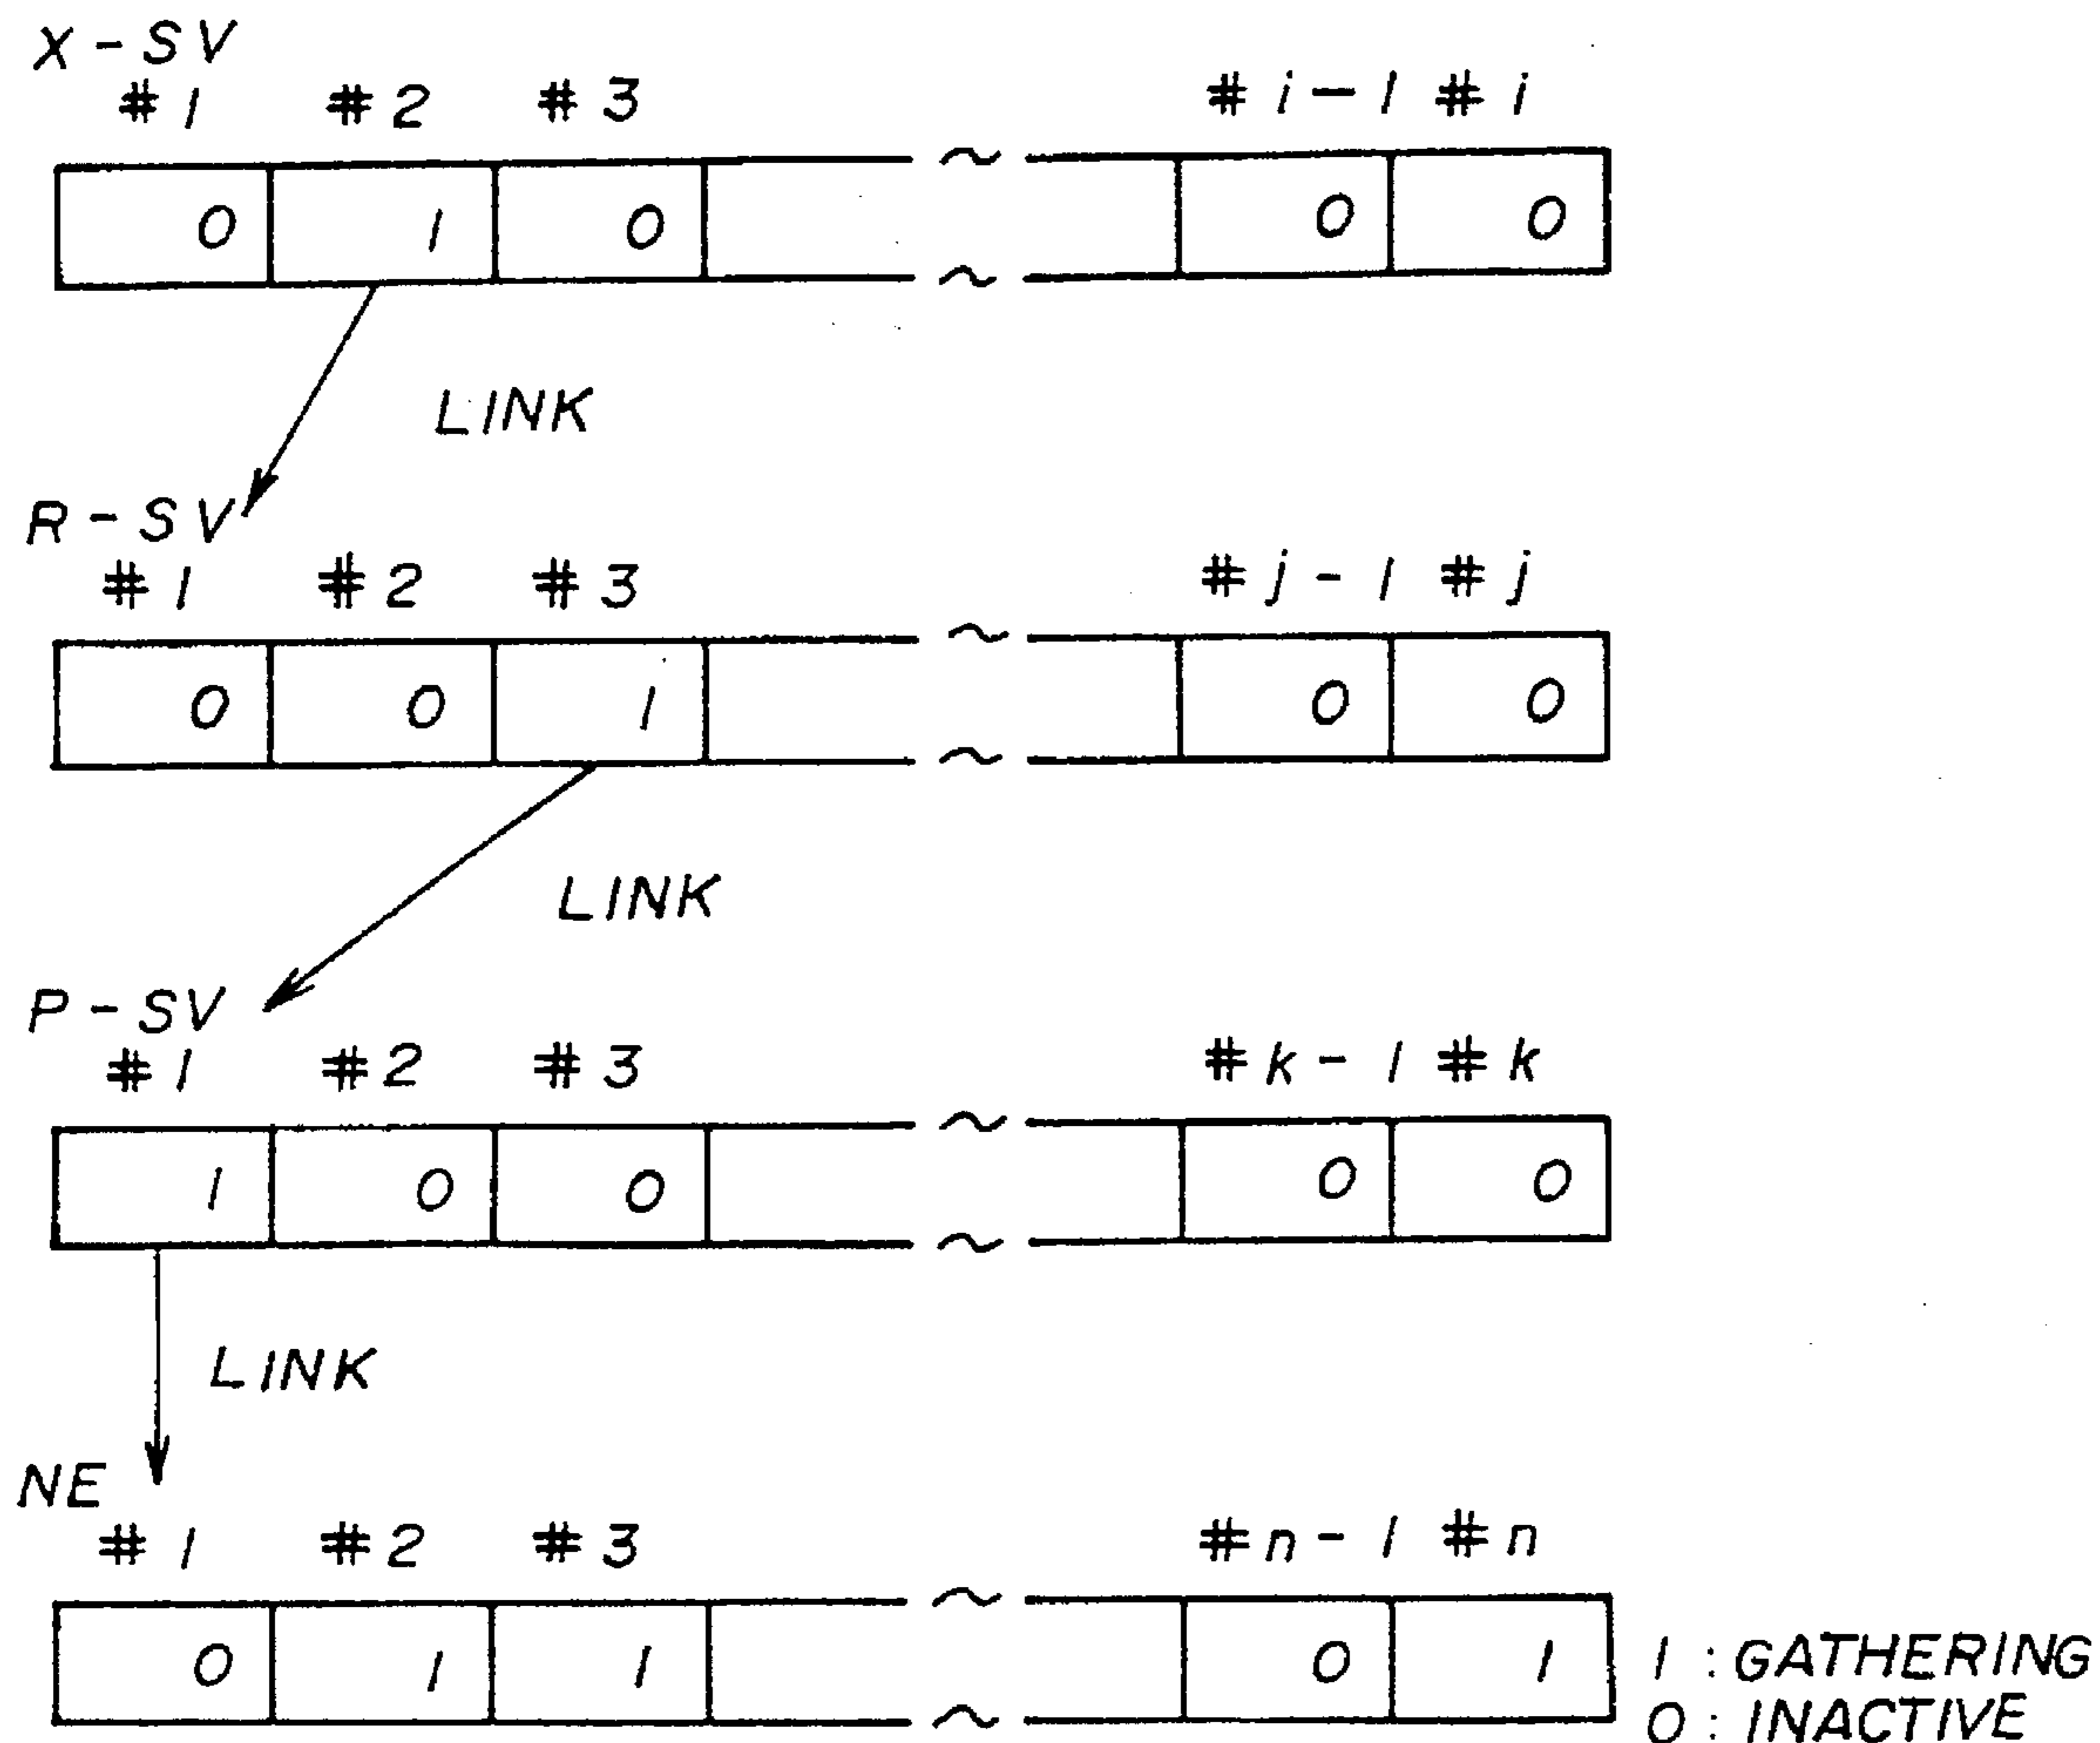 X-SV
#1 #2 #3 #i-1 #i
0 1 0 0 0
LINK
R-SV
#1 #2 #3 #j-1 #j
0 0 1 0 0
LINK
P-SV
#1 #2 #3 #k-1 #k
1 0 0 0 0
LINK
NE
#1 #2 #3 #n-1 #n
0 1 1 0 1
1 : GATHERING
0 : INACTIVE